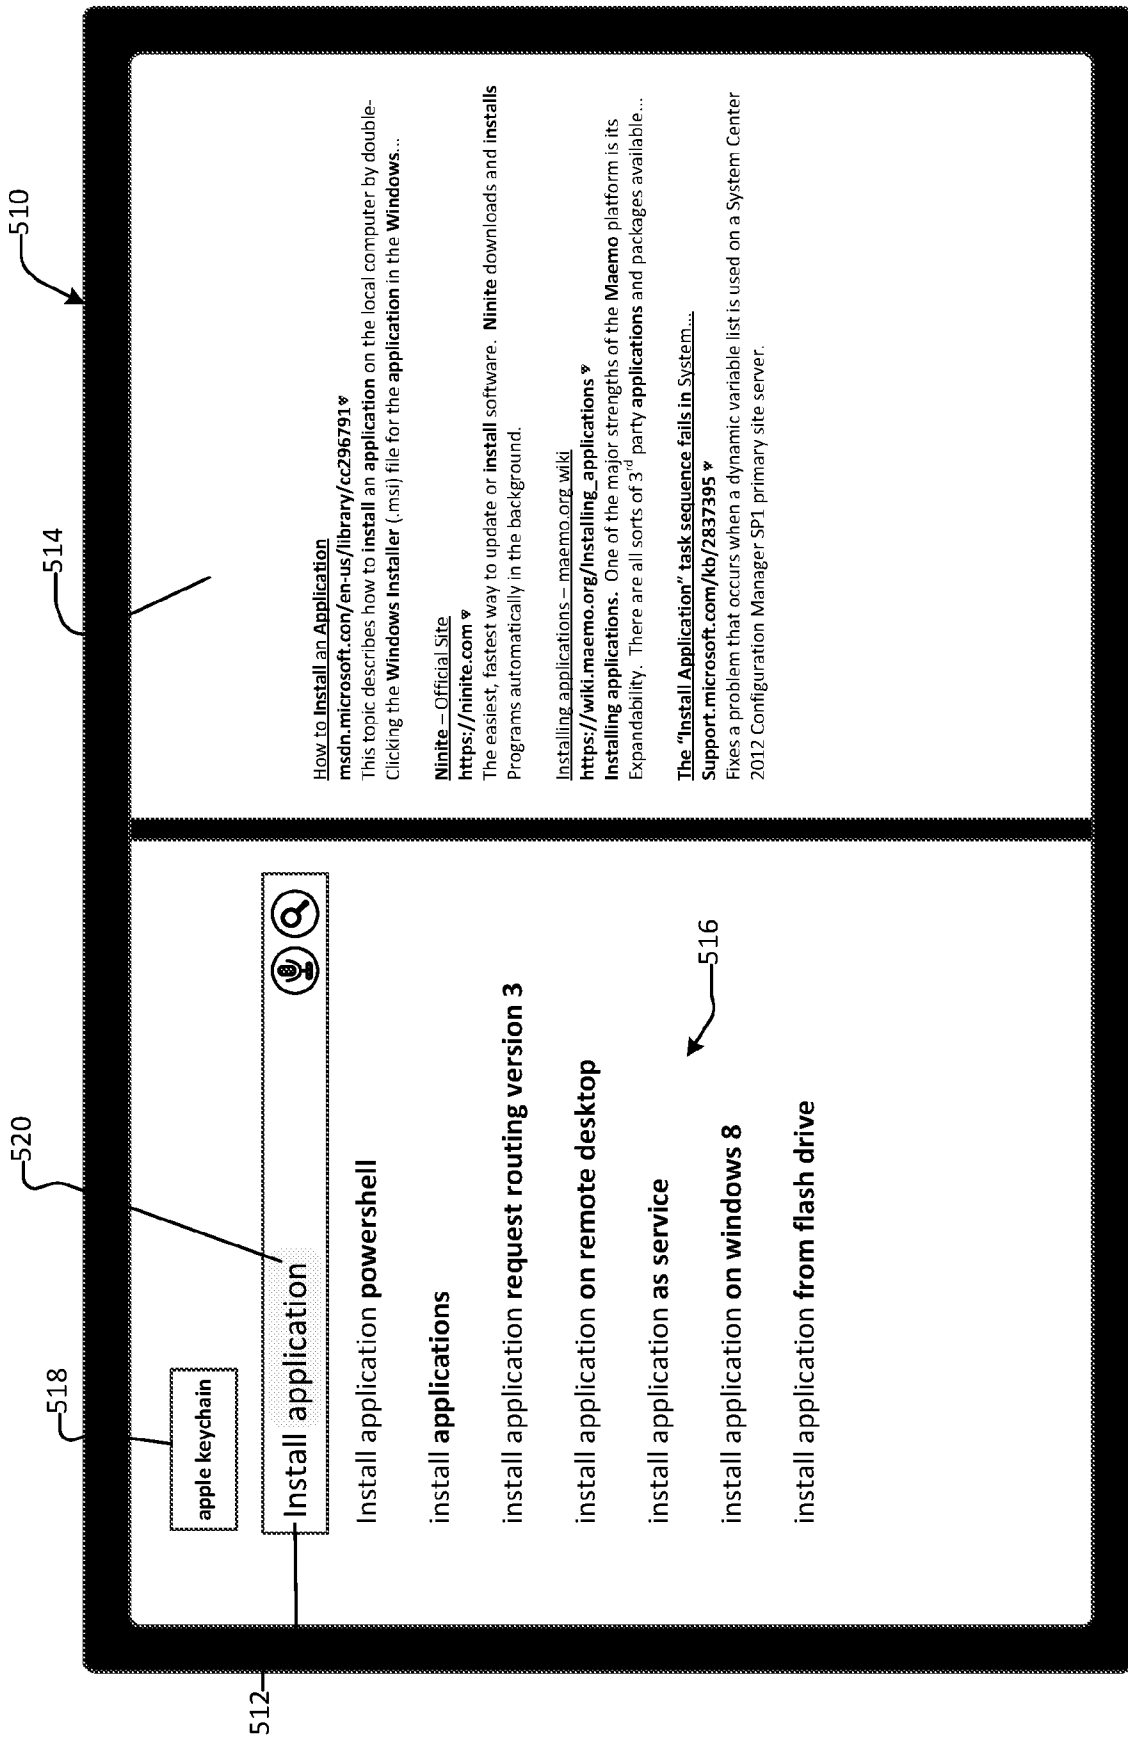 510
514
520
518
512
516
apple keychain
Install application
Install application powershell
install applications
install application request routing version 3
install application on remote desktop
install application as service
install application on windows 8
install application from flash drive
How to Install an Application
msdn.microsoft.con/en-us/library/cc296791
This topic describes how to install an application on the local computer by double-
Clicking the Windows Installer (.msi) file for the application in the Windows...
Ninite – Official Site
https://ninite.com
The easiest, fastest way to update or install software. Ninite downloads and installs
Programs automatically in the background.
Installing applications – maemo.org wiki
https://wiki.maemo.org/Installing_applications
Installing applications. One of the major strengths of the Maemo platform is its
Expandability. There are all sorts of 3rd party applications and packages available...
The “Install Application” task sequence fails in System...
Support.microsoft.com/kb/2837395
Fixes a problem that occurs when a dynamic variable list is used on a System Center
2012 Configuration Manager SP1 primary site server.